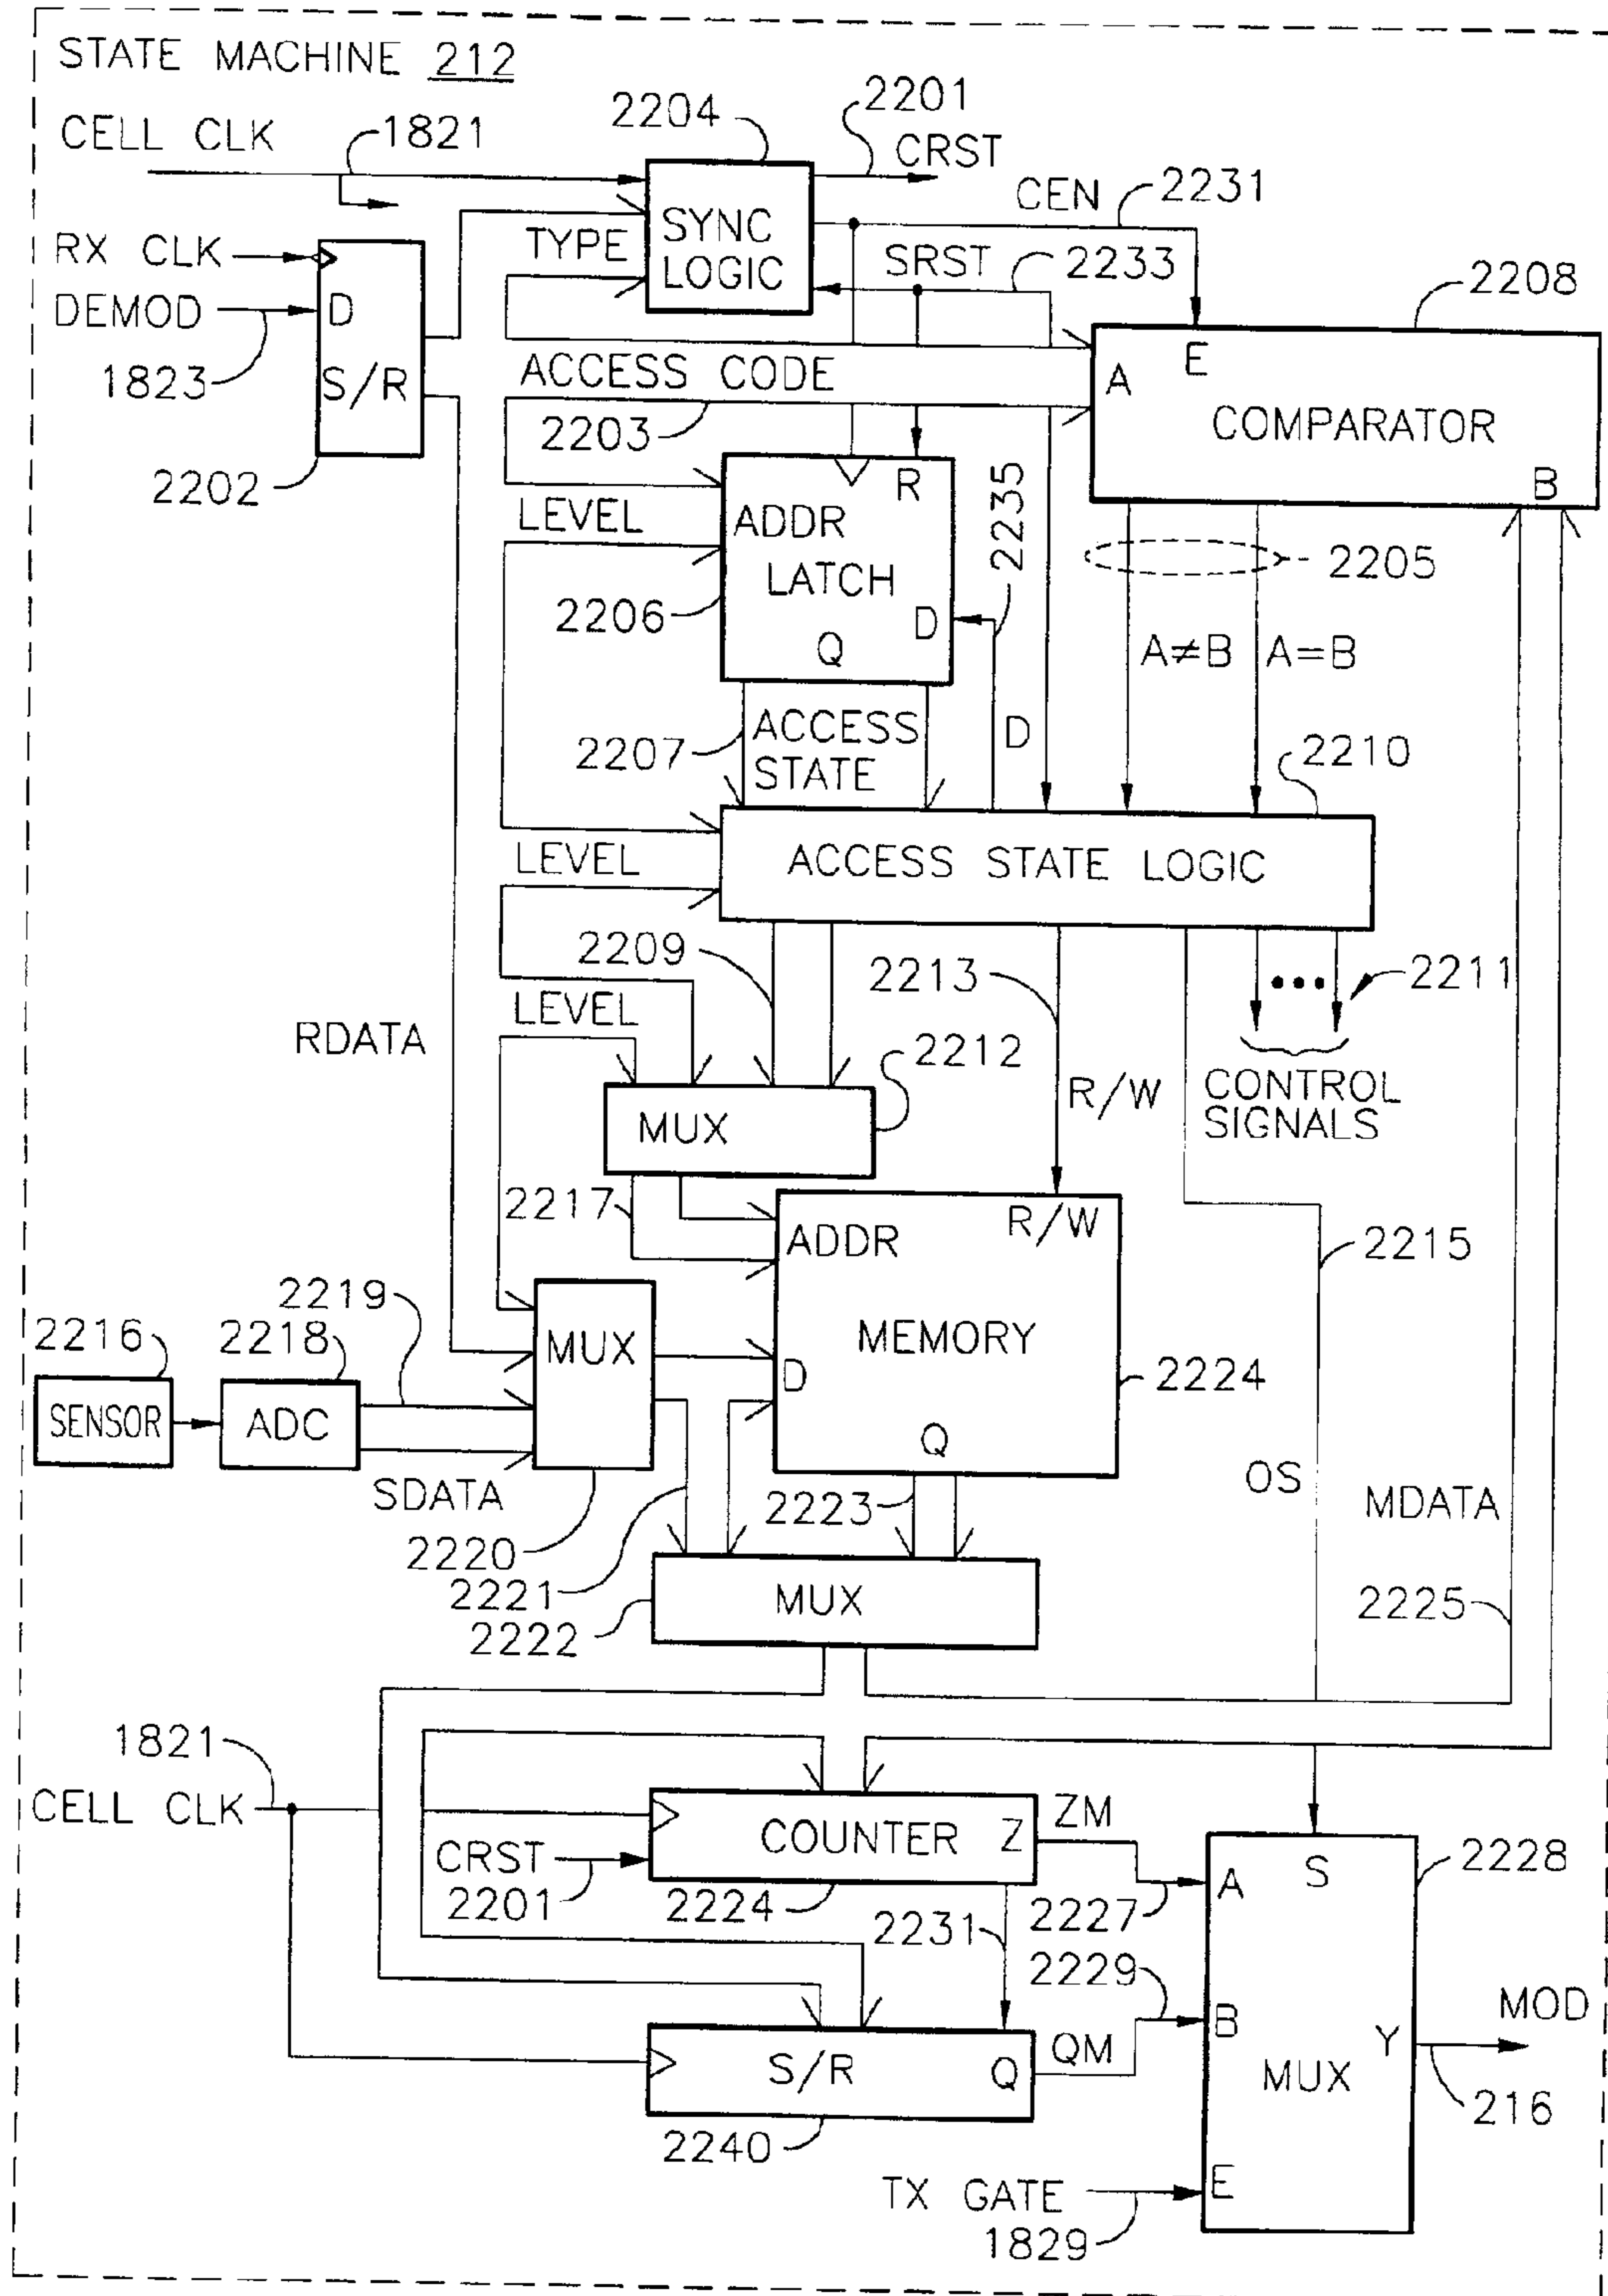 STATE MACHINE 212
CELL CLK
1821
2204
2201
CRST
CEN
2231
RX CLK
TYPE
SYNC
LOGIC
SRST
2233
2208
DEMOD
D
1823
S/R
2202
ACCESS CODE
2203
A
E
COMPARATOR
B
LEVEL
ADDR
R
LATCH
D
Q
2206
2235
2205
A≠B
A=B
2207
ACCESS
STATE
D
2210
ACCESS STATE LOGIC
LEVEL
2209
2213
2211
LEVEL
RDATA
2212
MUX
R/W
CONTROL
SIGNALS
2217
ADDR
R/W
2215
2219
2216
2218
MUX
MEMORY
D
2224
SENSOR
ADC
Q
SDATA
2223
OS
MDATA
2220
2221
2222
MUX
2225
1821
CELL CLK
COUNTER
Z
ZM
CRST
2201
2224
2231
2227
A
S
2228
2229
B
MOD
S/R
Q
QM
Y
MUX
216
2240
TX GATE
E
1829